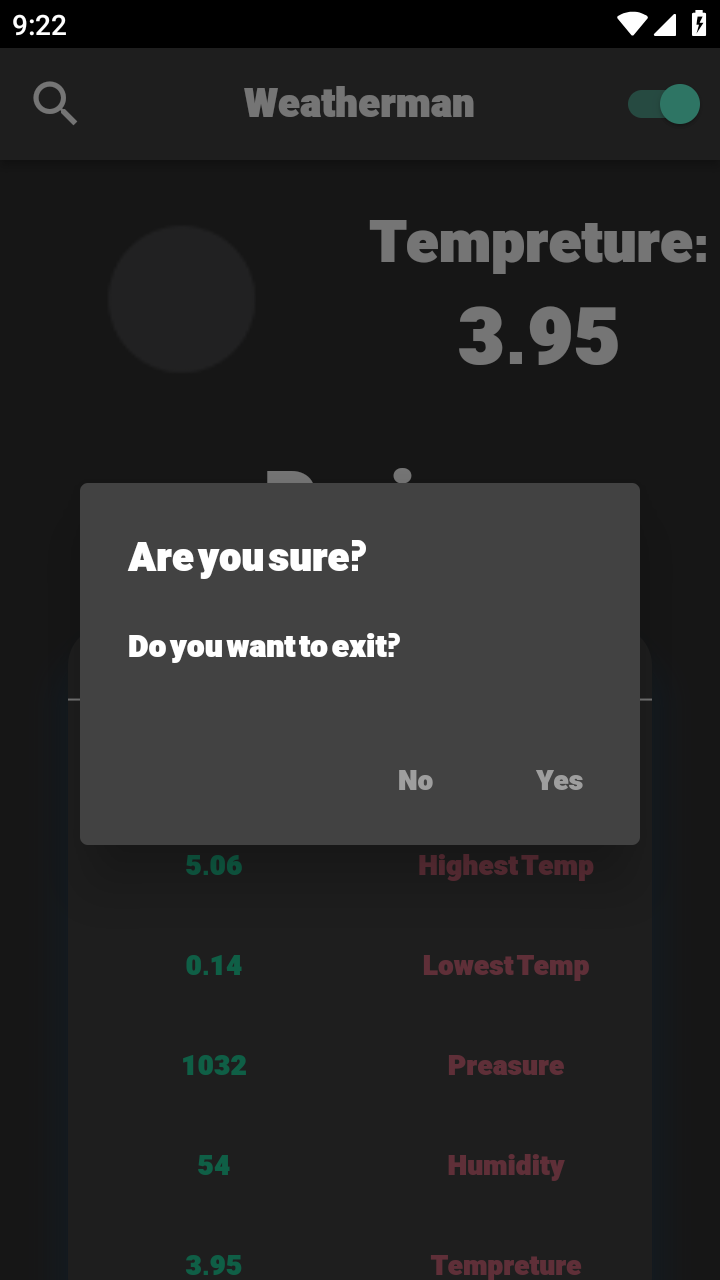 9:22
Weatherman
Tempreture:
3.95
Are you sure?
Do you want to exit?
No Yes
5.06 Highest Temp
0.14 Lowest Temp
1032 Preasure
54 Humidity
3.95 Tempreture